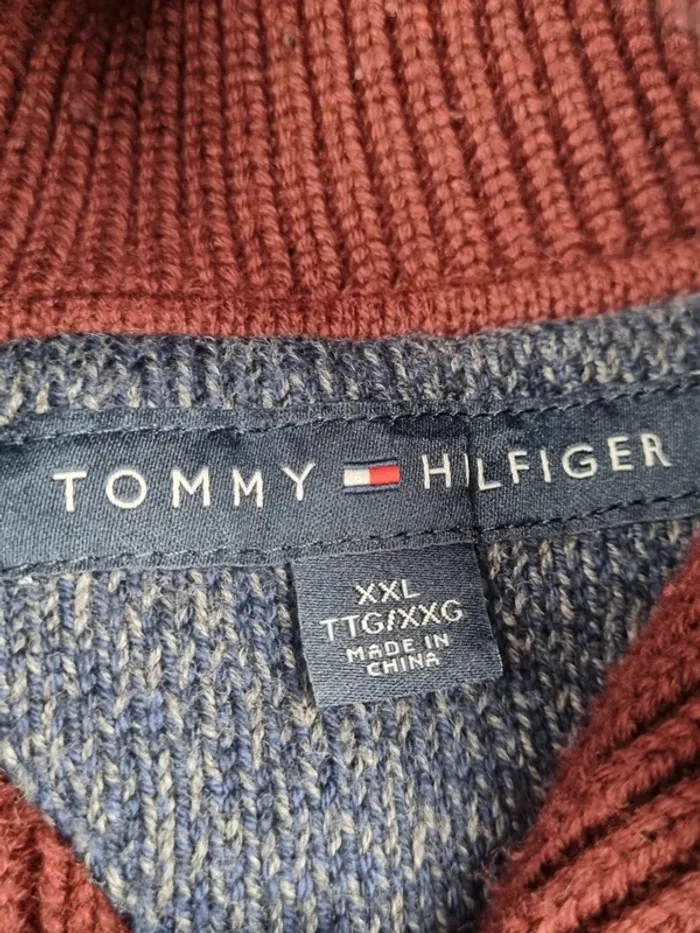 TOMMY HILFIGER
XXL
TTG/XXG
MADE IN
CHINA